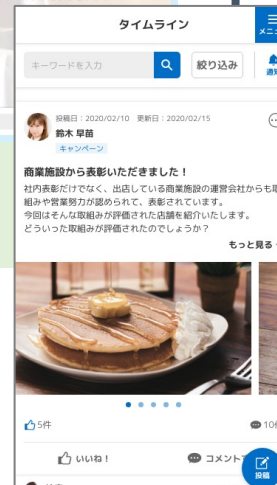 タイムライン
メニュ
キーワードを入力
絞り込み
通知
投稿日：2020/02/10 更新日：2020/02/15
鈴木 早苗
キャンペーン
商業施設から表彰いただきました！
社内表彰だけでなく、出店している商業施設の運営会社からも取
組みや営業努力が認められて、表彰されています。
今回はそんな取組みが評価された店舗を紹介いたします。
どういった取組みが評価されたのでしょうか？
もっと見る
5件
10件
いいね！
コメント
投稿